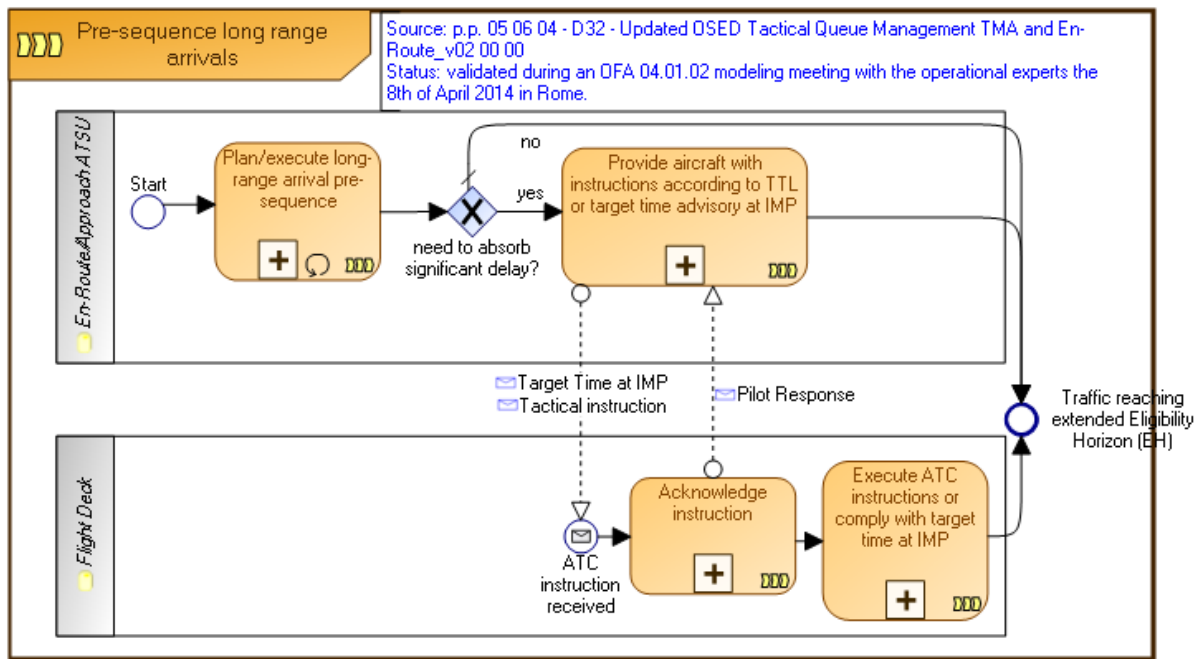 Pre-sequence long range
arrivals
Source: p.p. 05 06 04 - D32 - Updated OSED Tactical Queue Management TMA and En-
Route_v02 00 00
Status: validated during an OFA 04.01.02 modeling meeting with the operational experts the
8th of April 2014 in Rome.
En-Route/Approach ATSU
Start
Plan/execute long-
range arrival pre-
sequence
no
yes
need to absorb
significant delay?
Provide aircraft with
instructions according to TTL
or target time advisory at IMP
Target Time at IMP
Tactical instruction
Pilot Response
Traffic reaching
extended Eligibility
Horizon (EH)
Flight Deck
ATC
instruction
received
Acknowledge
instruction
Execute ATC
instructions or
comply with target
time at IMP